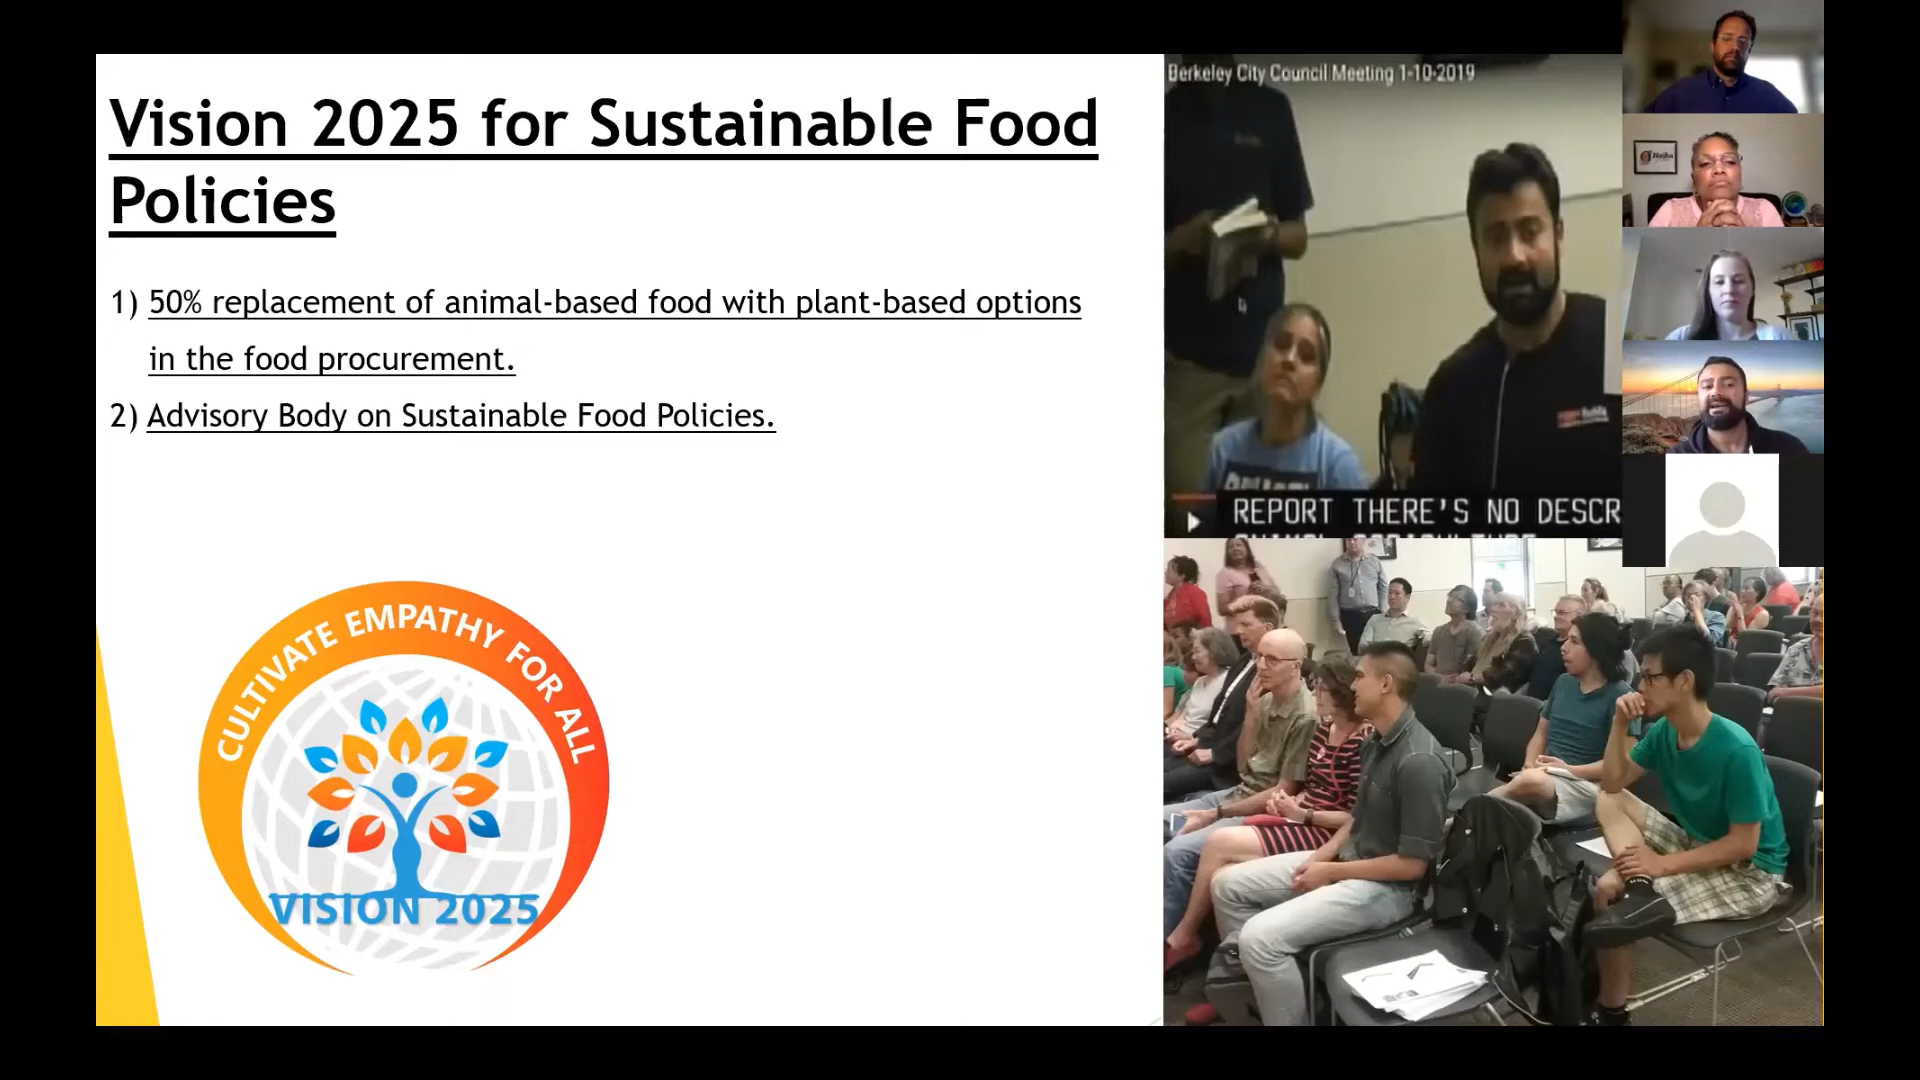 Vision 2025 for Sustainable Food
Policies
1) 50% replacement of animal-based food with plant-based options
in the food procurement.
2) Advisory Body on Sustainable Food Policies.
CULTIVATE EMPATHY FOR ALL
VISION 2025
Berkeley City Council Meeting 1-10-2019
REPORT THERE'S NO DESCR